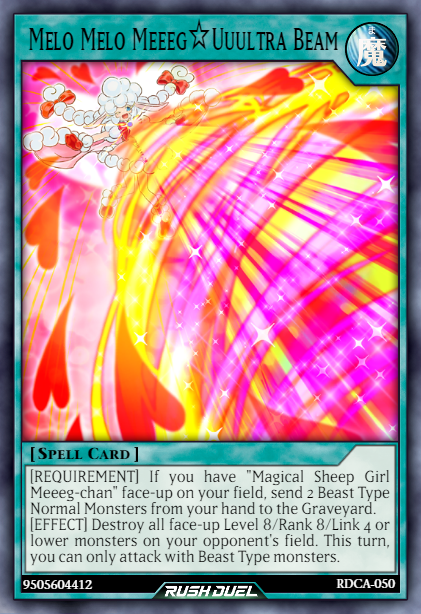 Melo Melo Meeeg☆Uuultra Beam
ま
魔
[Spell Card]
[REQUIREMENT] If you have "Magical Sheep Girl
Meeeg-chan" face-up on your field, send 2 Beast Type
Normal Monsters from your hand to the Graveyard.
[EFFECT] Destroy all face-up Level 8/Rank 8/Link 4 or
lower monsters on your opponent's field. This turn,
you can only attack with Beast Type monsters.
9505604412
RUSH DUEL
RDCA-050